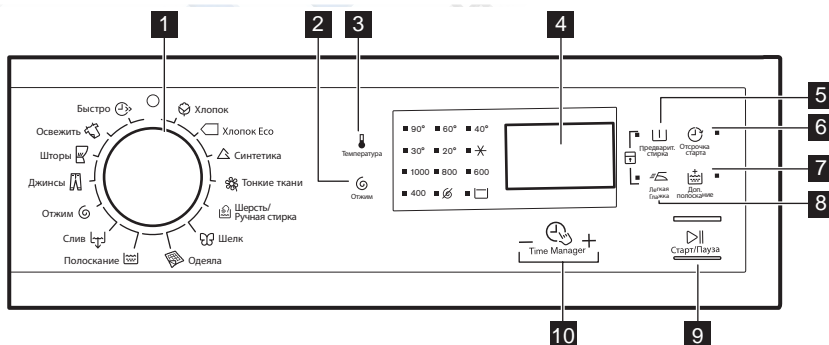 1
2
3
4
5
6
7
8
9
10
Быстро
Освежить
Шторы
Джинсы
Отжим
Слив
Полоскание
Хлопок
Хлопок Eco
Синтетика
Тонкие ткани
Шерсть/
Ручная стирка
Шелк
Одеяла
Температура
Отжим
90° 60° 40°
30° 20°
1000 800 600
400
Предварит.
стирка
Отсрочка
старта
Легкая
Глажка
Доп.
полоскание
Time Manager
Старт/Пауза